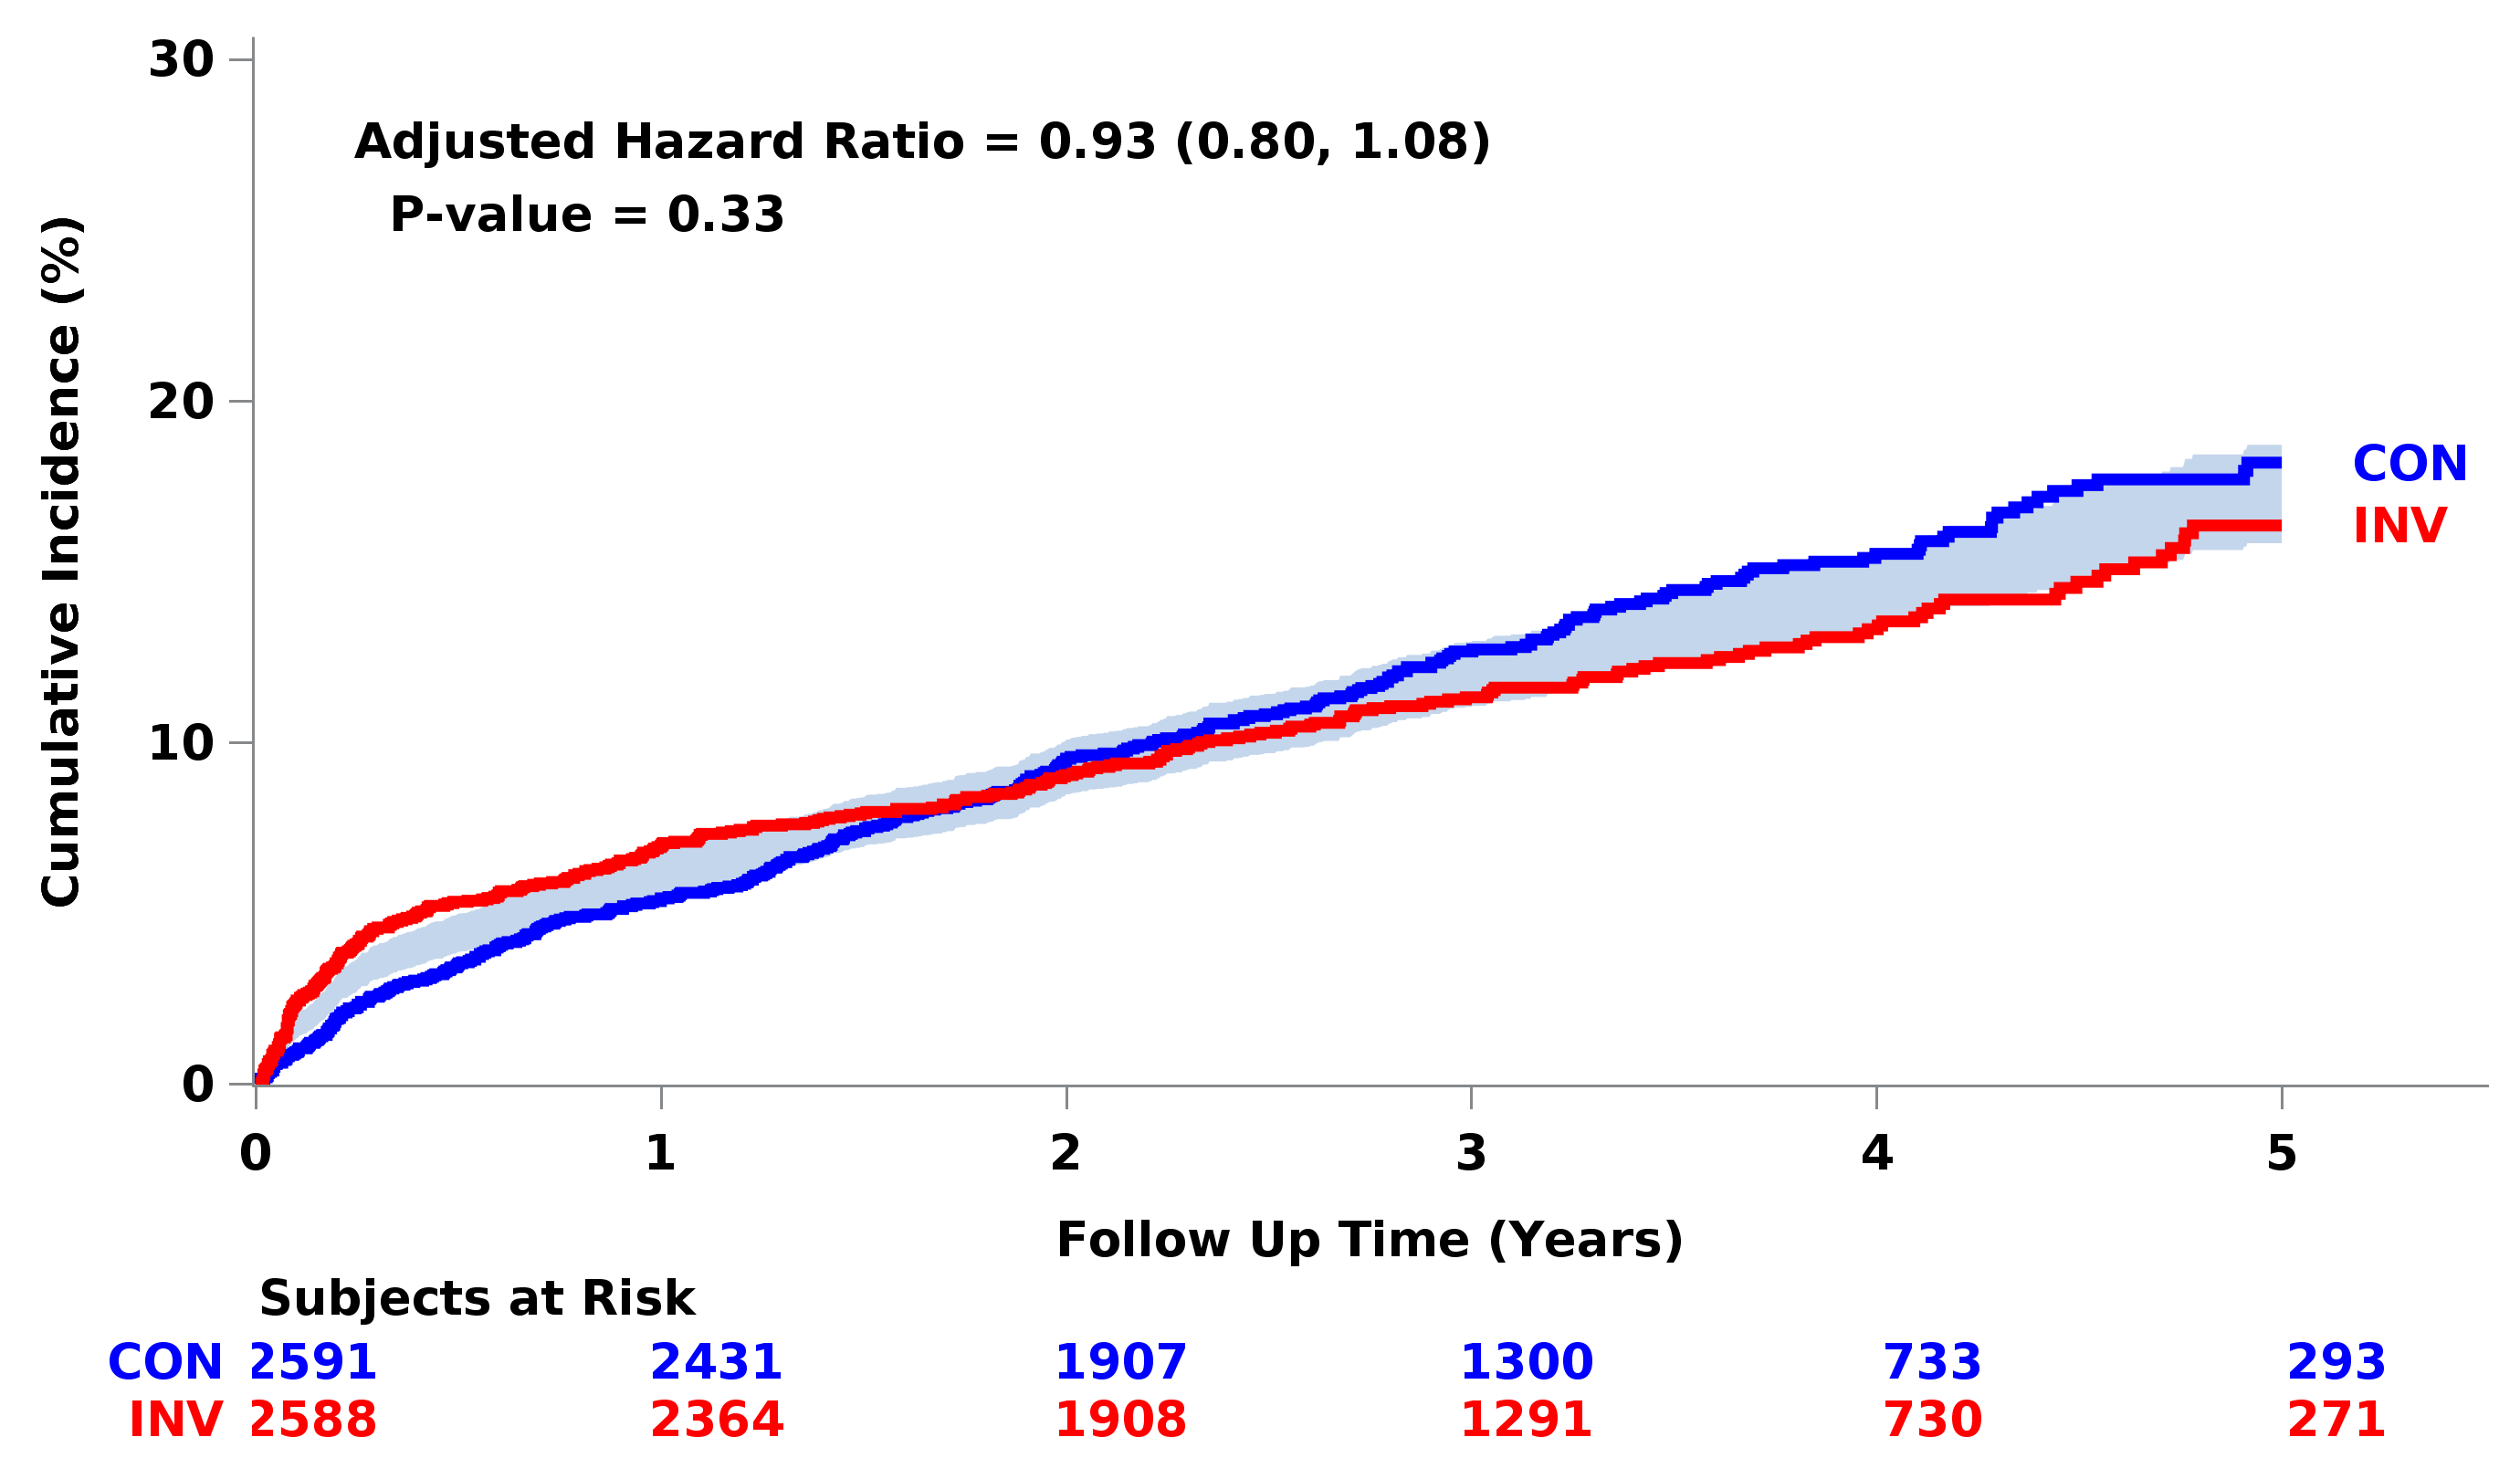 30
Adjusted Hazard Ratio = 0.93 (0.80, 1.08)
P-value = 0.33
Cumulative Incidence (%)
20
CON
INV
10
0
0 1 2 3 4 5
Follow Up Time (Years)
Subjects at Risk
CON 2591 2431 1907 1300 733 293
INV 2588 2364 1908 1291 730 271